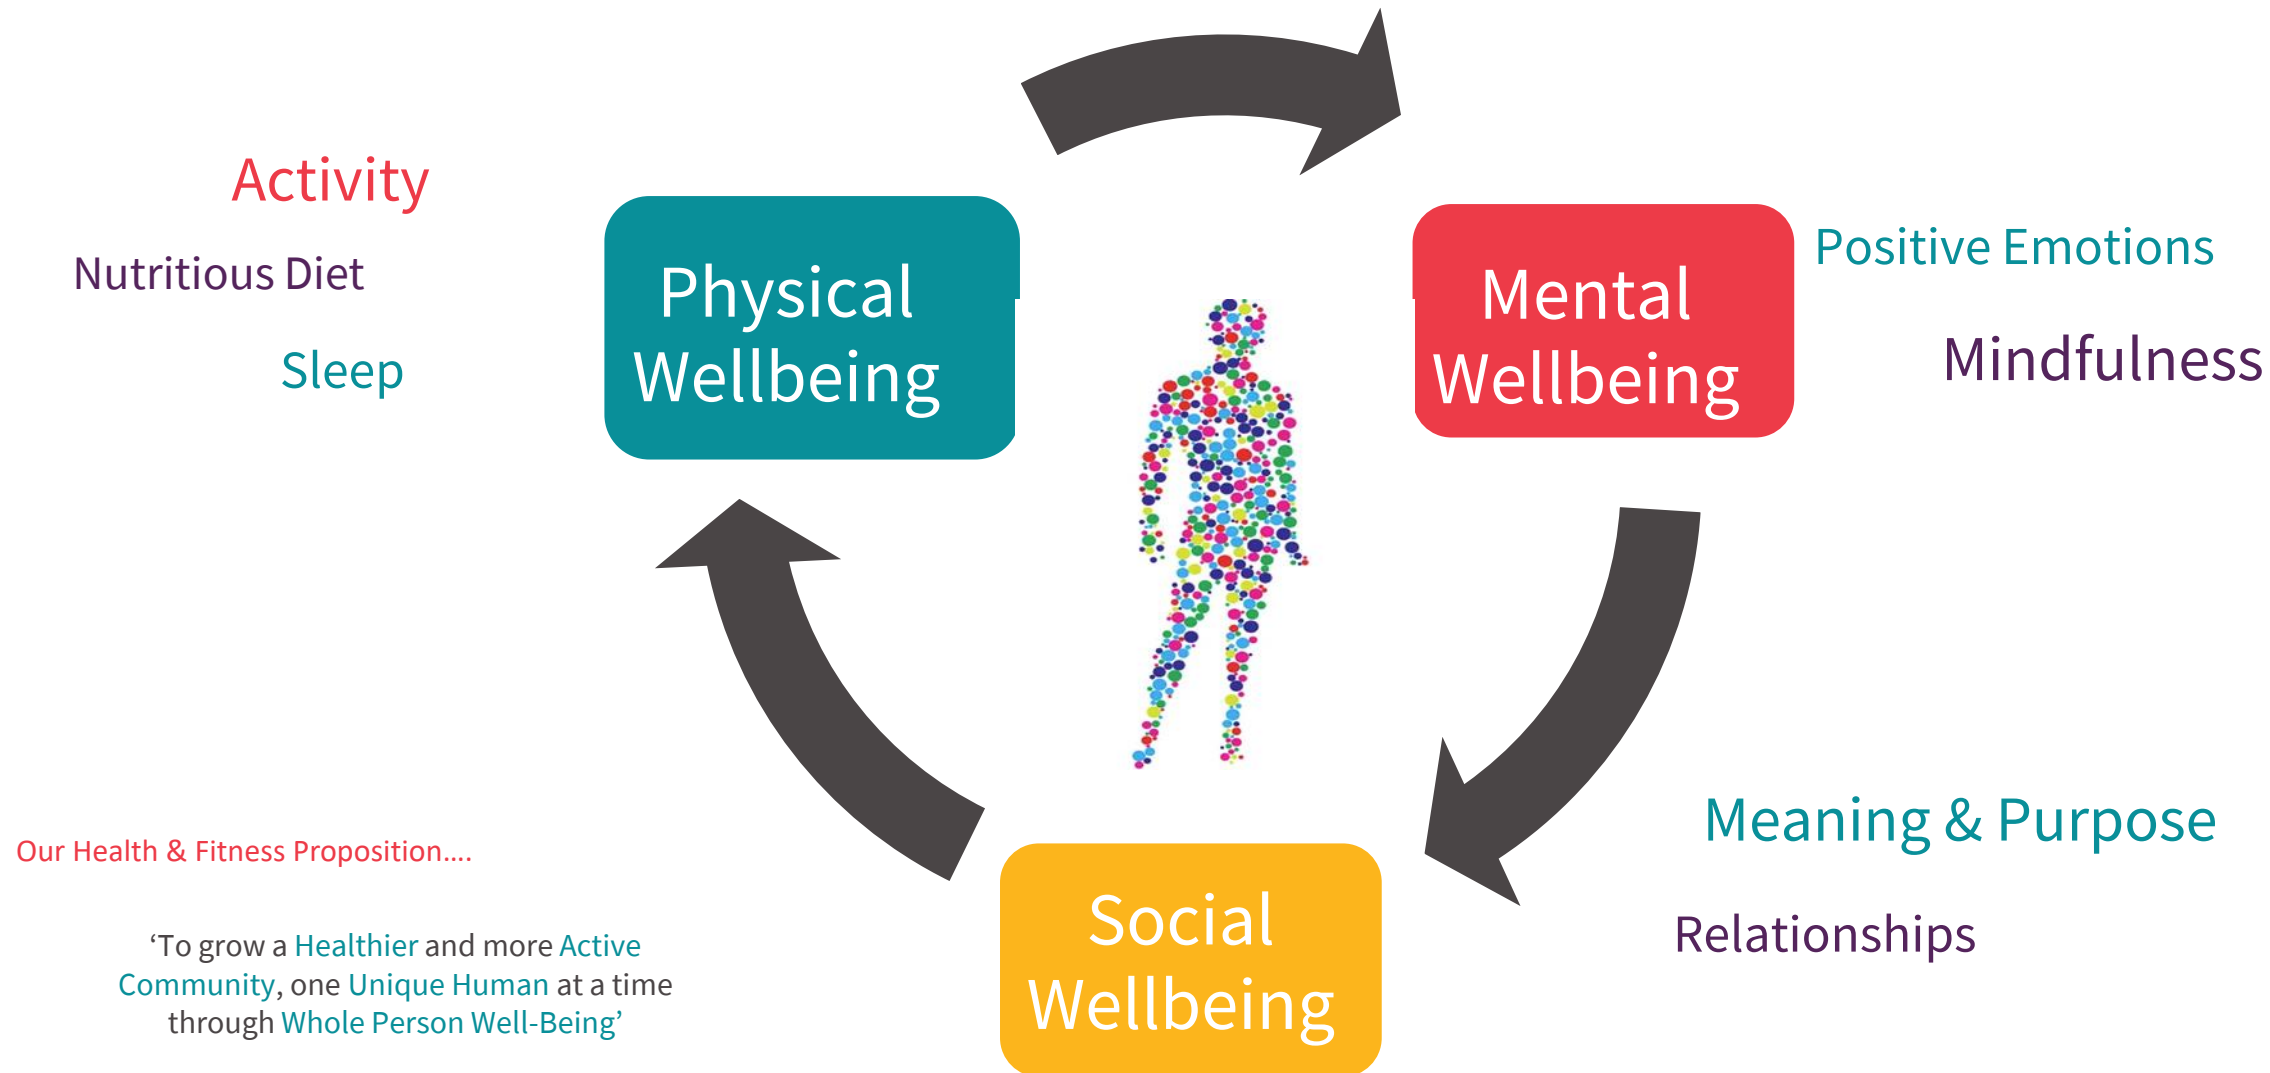 Activity
Nutritious Diet
Sleep
Physical
Wellbeing
Mental
Wellbeing
Positive Emotions
Mindfulness
Meaning & Purpose
Relationships
Social
Wellbeing
Our Health & Fitness Proposition....
‘To grow a Healthier and more Active
Community, one Unique Human at a time
through Whole Person Well-Being’